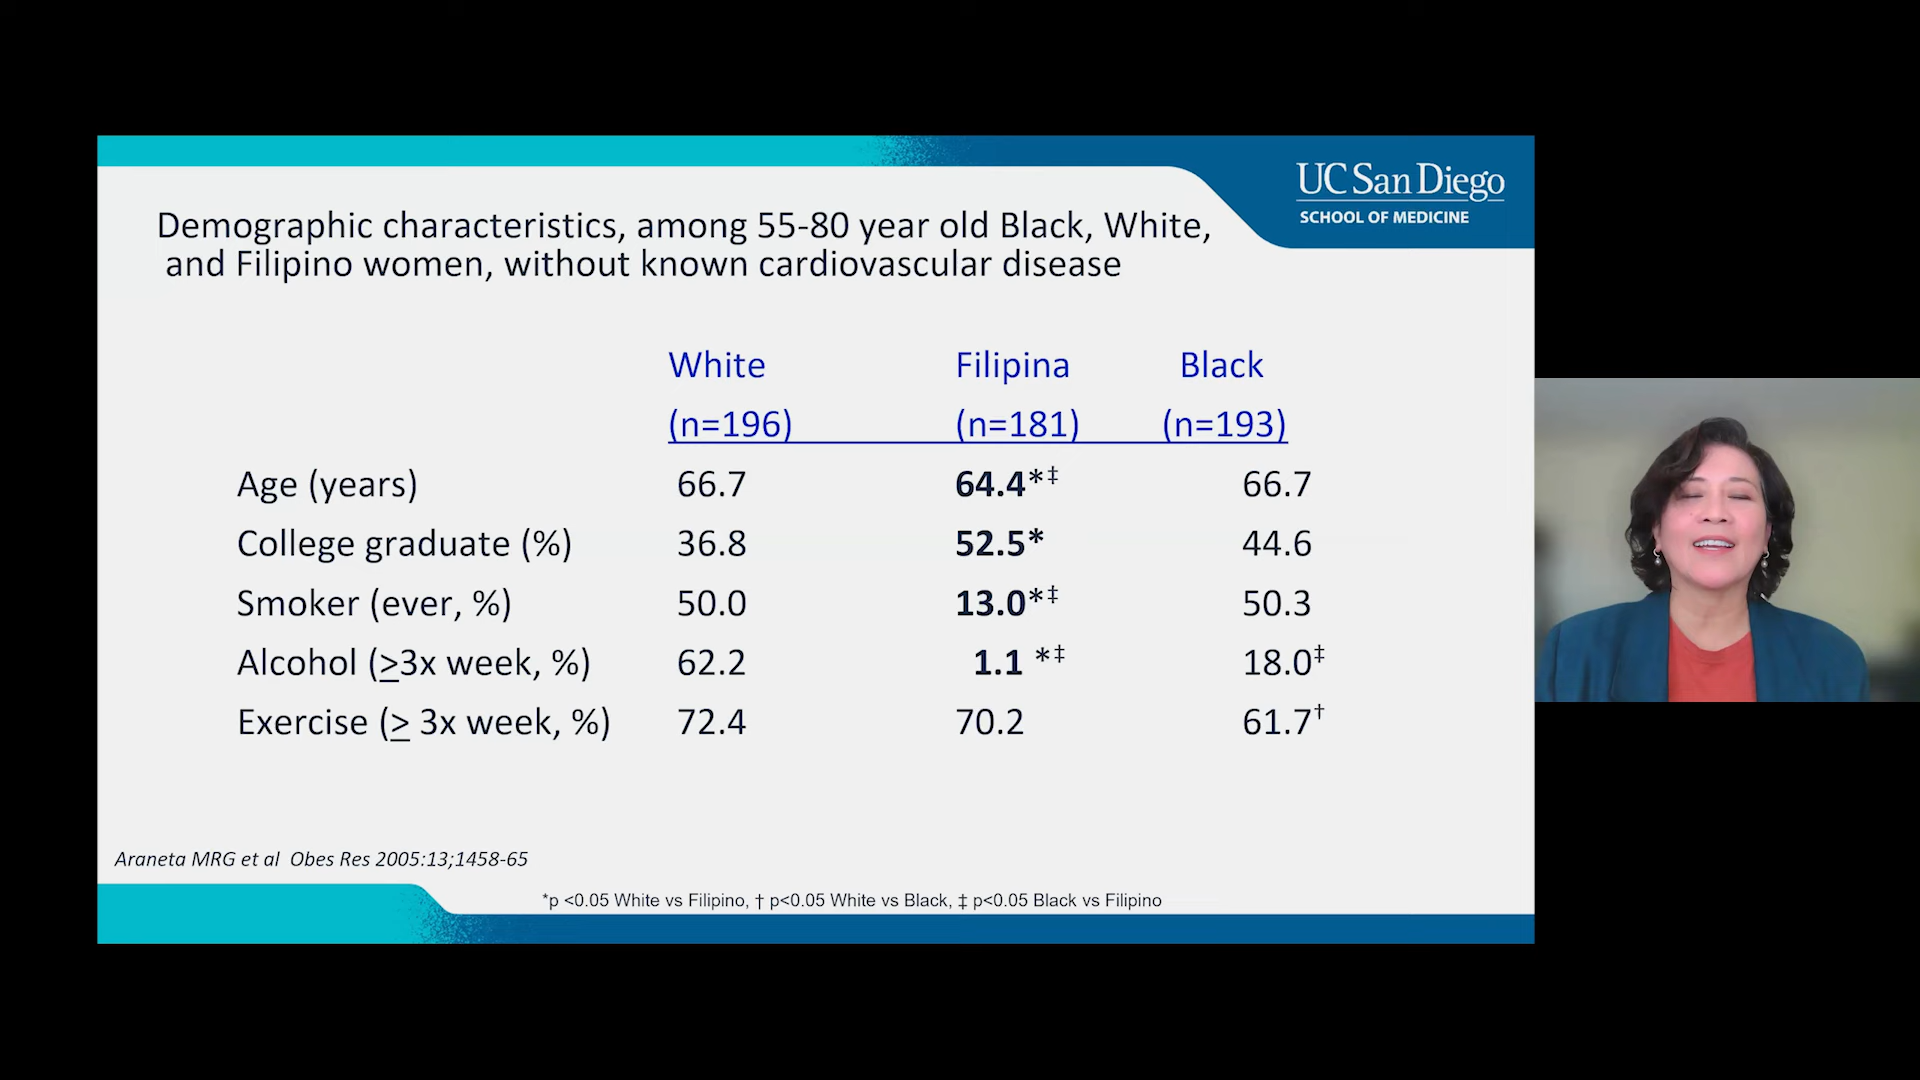 UC San Diego
SCHOOL OF MEDICINE
Demographic characteristics, among 55-80 year old Black, White,
and Filipino women, without known cardiovascular disease
White Filipina Black
(n=196) (n=181) (n=193)
Age (years) 66.7 64.4*‡ 66.7
College graduate (%) 36.8 52.5* 44.6
Smoker (ever, %) 50.0 13.0*‡ 50.3
Alcohol (≥3x week, %) 62.2 1.1 *‡ 18.0‡
Exercise (≥ 3x week, %) 72.4 70.2 61.7†
Araneta MRG et al Obes Res 2005:13;1458-65
*p <0.05 White vs Filipino, † p<0.05 White vs Black, ‡ p<0.05 Black vs Filipino